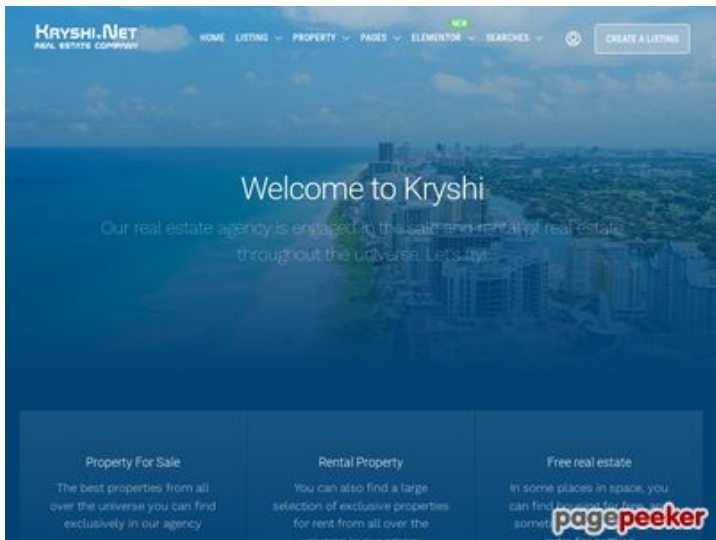 KRYSHI.NET
REAL ESTATE COMPANY
HOME LISTING PROPERTY PAGES ELEMENTOR NEW SEARCHES CREATE A LISTING
Welcome to Kryshi
Our real estate agency is engaged in the sale and rental of real estate
throughout the universe. Let's fly!
Property For Sale
The best properties from all
over the universe you can find
exclusively in our agency
Rental Property
You can also find a large
selection of exclusive properties
for rent from all over the
Free real estate
In some places in space, you
can find
pagepeeker